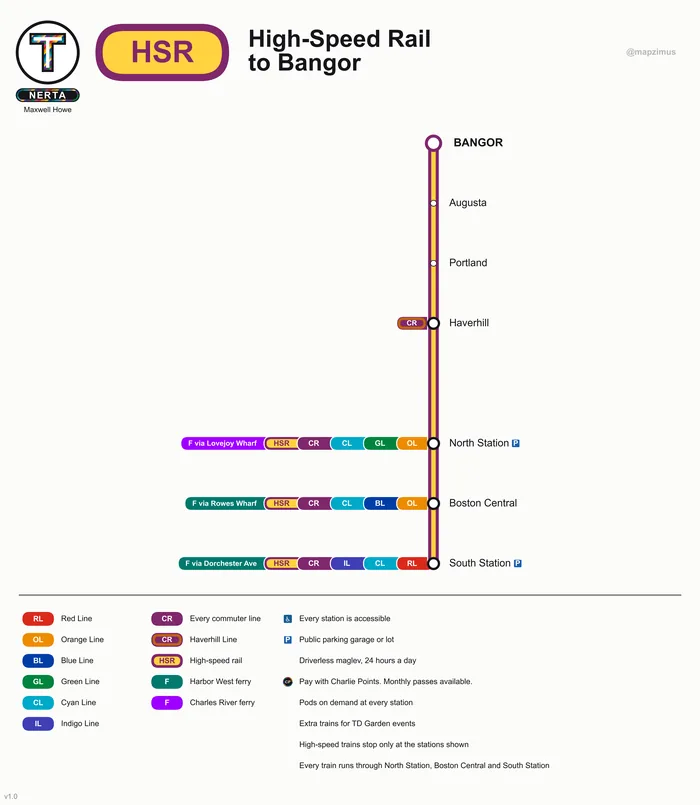 T
NERTA
Maxwell Howe
HSR
High-Speed Rail
to Bangor
@mapzimus
BANGOR
Augusta
Portland
CR Haverhill
F via Lovejoy Wharf HSR CR CL GL OL North Station P
F via Rowes Wharf HSR CR CL BL OL Boston Central
F via Dorchester Ave HSR CR IL CL RL South Station P
RL Red Line
OL Orange Line
BL Blue Line
GL Green Line
CL Cyan Line
IL Indigo Line
CR Every commuter line
CR Haverhill Line
HSR High-speed rail
F Harbor West ferry
F Charles River ferry
Every station is accessible
P Public parking garage or lot
Driverless maglev, 24 hours a day
CP Pay with Charlie Points. Monthly passes available.
Pods on demand at every station
Extra trains for TD Garden events
High-speed trains stop only at the stations shown
Every train runs through North Station, Boston Central and South Station
v1.0